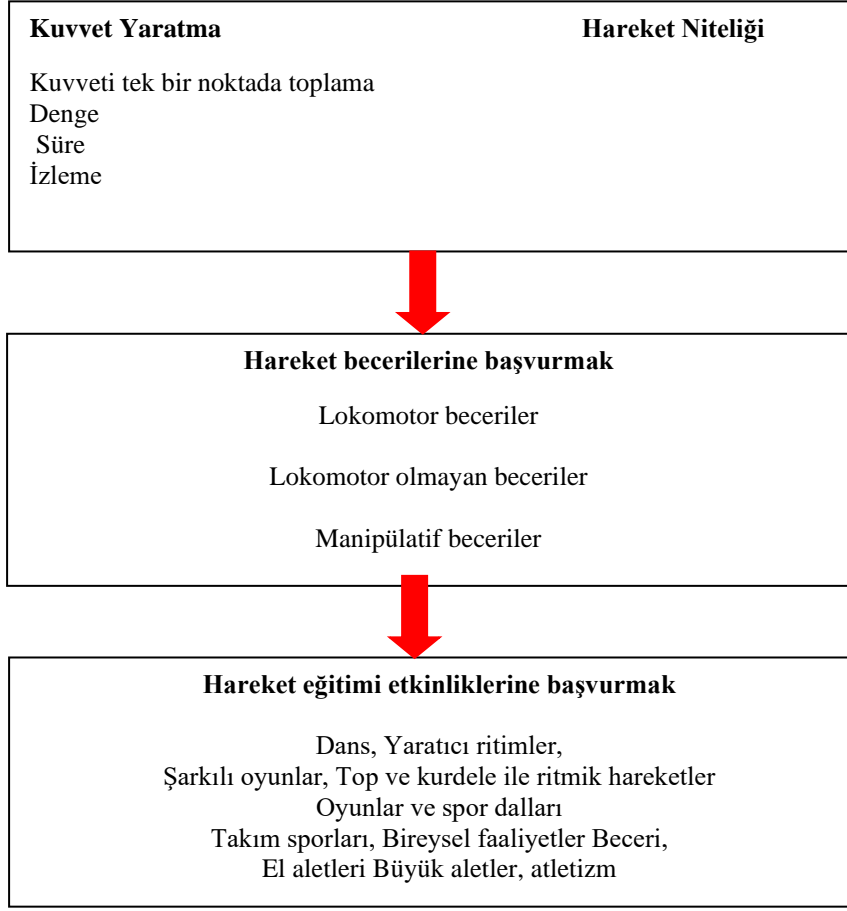 Kuvvet Yaratma Hareket Niteliği
Kuvveti tek bir noktada toplama
Denge
Süre
İzleme
Hareket becerilerine başvurmak
Lokomotor beceriler
Lokomotor olmayan beceriler
Manipülatif beceriler
Hareket eğitimi etkinliklerine başvurmak
Dans, Yaratıcı ritimler,
Şarkılı oyunlar, Top ve kurdele ile ritmik hareketler
Oyunlar ve spor dalları
Takım sporları, Bireysel faaliyetler Beceri,
El aletleri Büyük aletler, atletizm